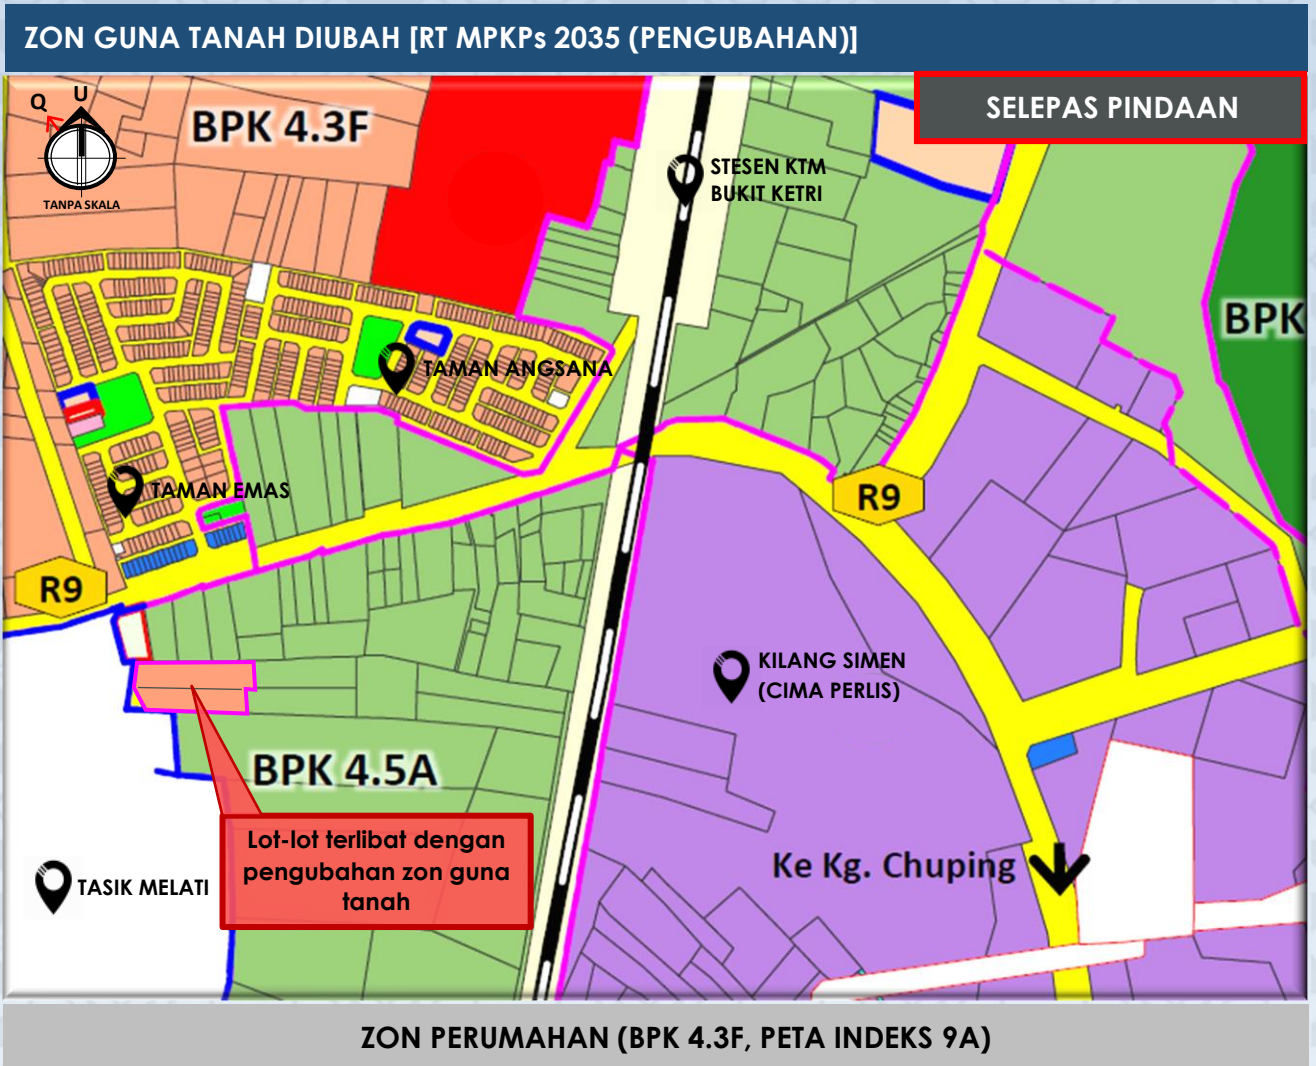 ZON GUNA TANAH DIUBAH [RT MPKPs 2035 (PENGUBAHAN)]
SELEPAS PINDAAN
Q
U
TANPA SKALA
BPK 4.3F
STESEN KTM
BUKIT KETRI
BPK
TAMAN ANGSANA
TAMAN EMAS
R9
R9
KILANG SIMEN
(CIMA PERLIS)
BPK 4.5A
Lot-lot terlibat dengan
pengubahan zon guna
tanah
Ke Kg. Chuping
TASIK MELATI
ZON PERUMAHAN (BPK 4.3F, PETA INDEKS 9A)